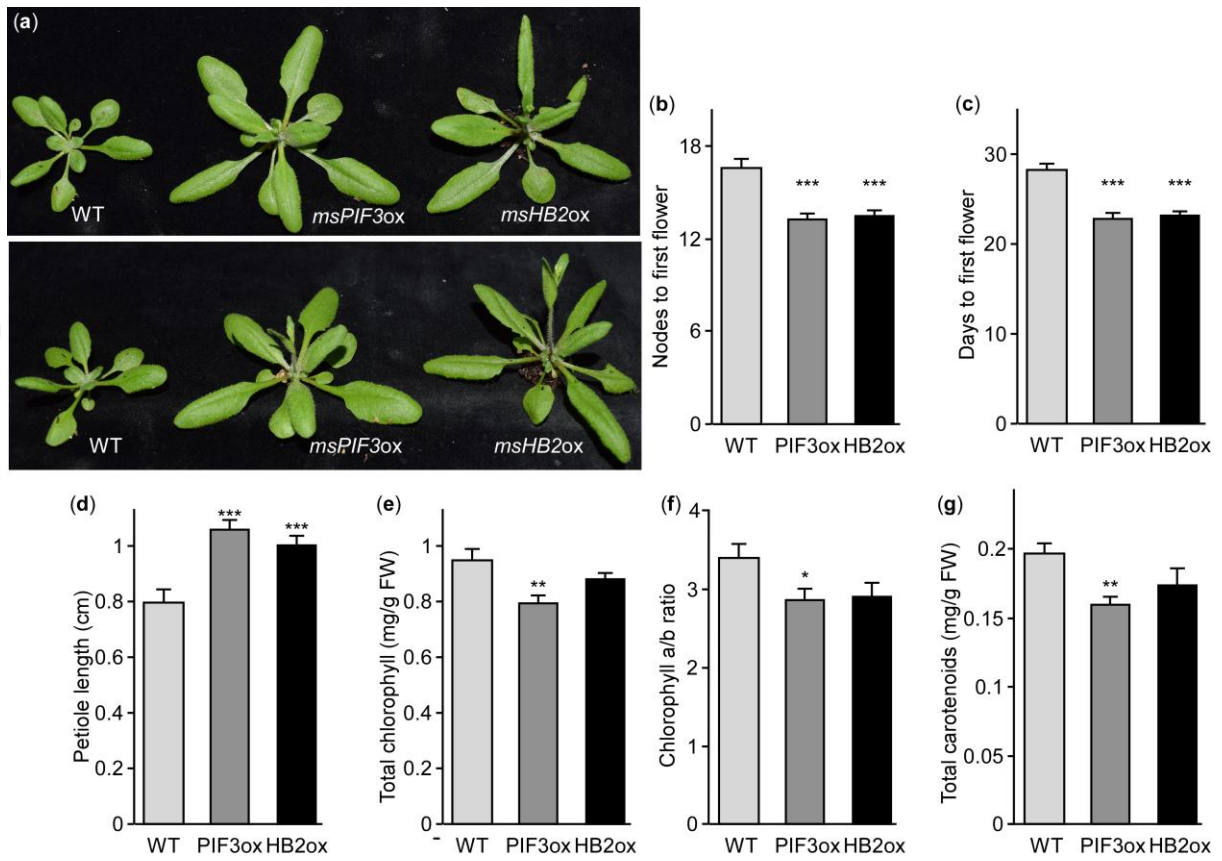 (a)
WT
msPIF3ox
msHB2ox
WT
msPIF3ox
msHB2ox
(b)
Nodes to first flower
18
12
6
0
***
***
WT PIF3ox HB2ox
(c)
Days to first flower
30
20
10
0
***
***
WT PIF3ox HB2ox
(d)
Petiole length (cm)
1
0.8
0.6
0.4
0.2
0
***
***
WT PIF3ox HB2ox
(e)
Total chlorophyll (mg/g FW)
1
0.8
0.6
0.4
0.2
0
**
-
WT PIF3ox HB2ox
(f)
Chlorophyll a/b ratio
4
3
2
1
0
*
WT PIF3ox HB2ox
(g)
Total carotenoids (mg/g FW)
0.2
0.15
0.1
0.05
0
**
WT PIF3ox HB2ox